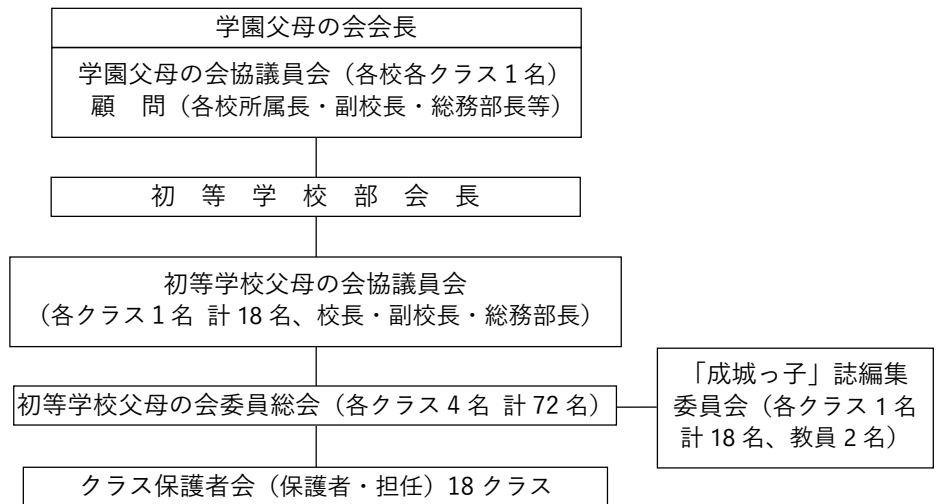 学園父母の会会長
学園父母の会協議員会（各校各クラス１名）
顧　問（各校所属長・副校長・総務部長等）
初　等　学　校　部　会　長
初等学校父母の会協議員会
（各クラス１名 計 18 名、校長・副校長・総務部長）
初等学校父母の会委員総会（各クラス 4 名 計 72 名）
「成城っ子」誌編集
委員会（各クラス 1 名
計 18 名、教員 2 名）
クラス保護者会（保護者・担任）18 クラス